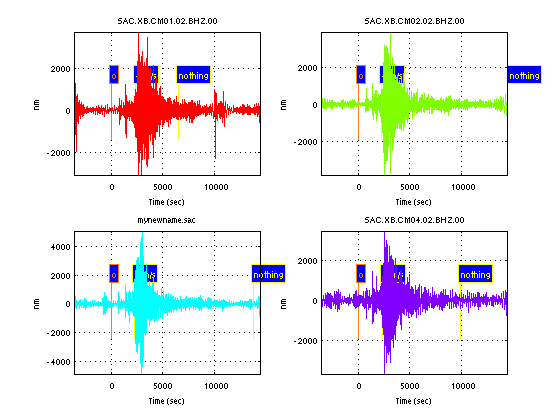 SAC.XB.CM01.02.BHZ.00
SAC.XB.CM02.02.BHZ.00
nm
2000
0
-2000
o
nothing
0
5000
10000
Time (sec)
nm
2000
0
-2000
o
nothing
0
5000
10000
Time (sec)
mynewname.sac
SAC.XB.CM04.02.BHZ.00
nm
4000
2000
0
-2000
-4000
o
nothing
0
5000
10000
Time (sec)
nm
2000
0
-2000
o
nothing
0
5000
10000
Time (sec)